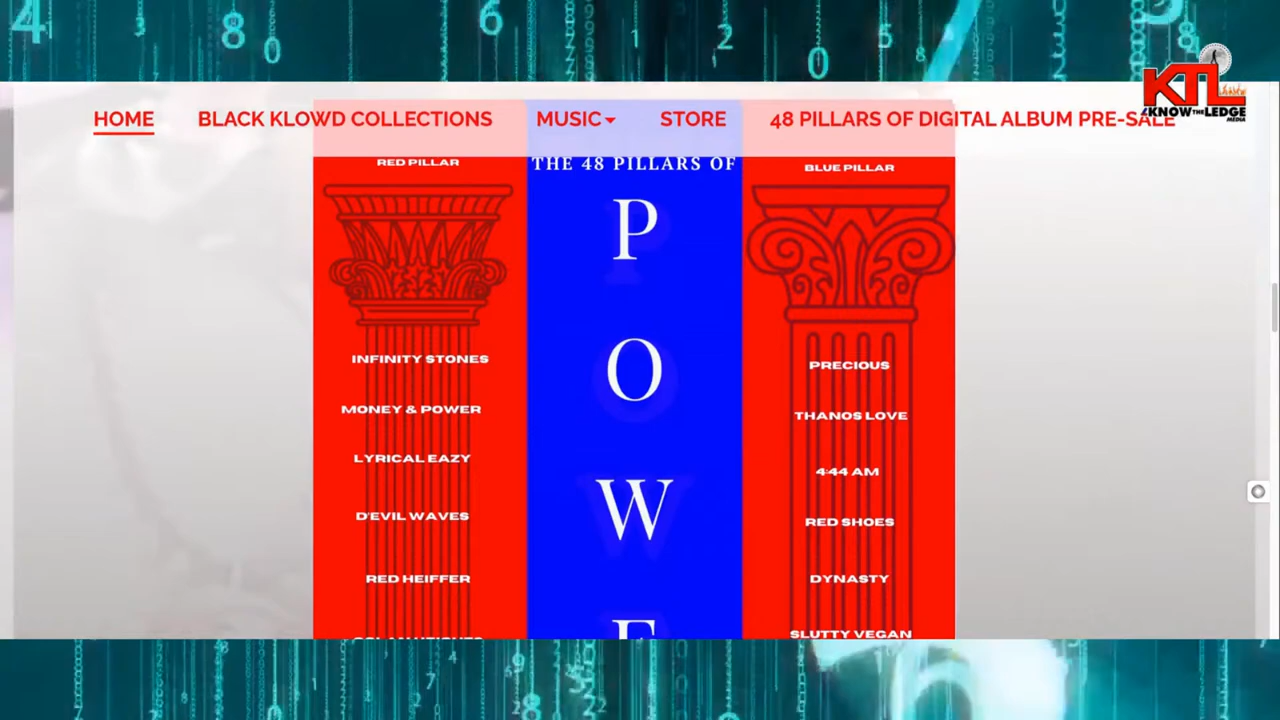 KTL
KNOW THE LEDGE
MEDIA
HOME BLACK KLOWD COLLECTIONS MUSIC STORE 48 PILLARS OF DIGITAL ALBUM PRE-SALE
RED PILLAR
INFINITY STONES
MONEY & POWER
LYRICAL EAZY
D'EVIL WAVES
RED HEIFFER
THE 48 PILLARS OF
P
O
W
E
BLUE PILLAR
PRECIOUS
THANOS LOVE
4:44 AM
RED SHOES
DYNASTY
SLUTTY VEGAN